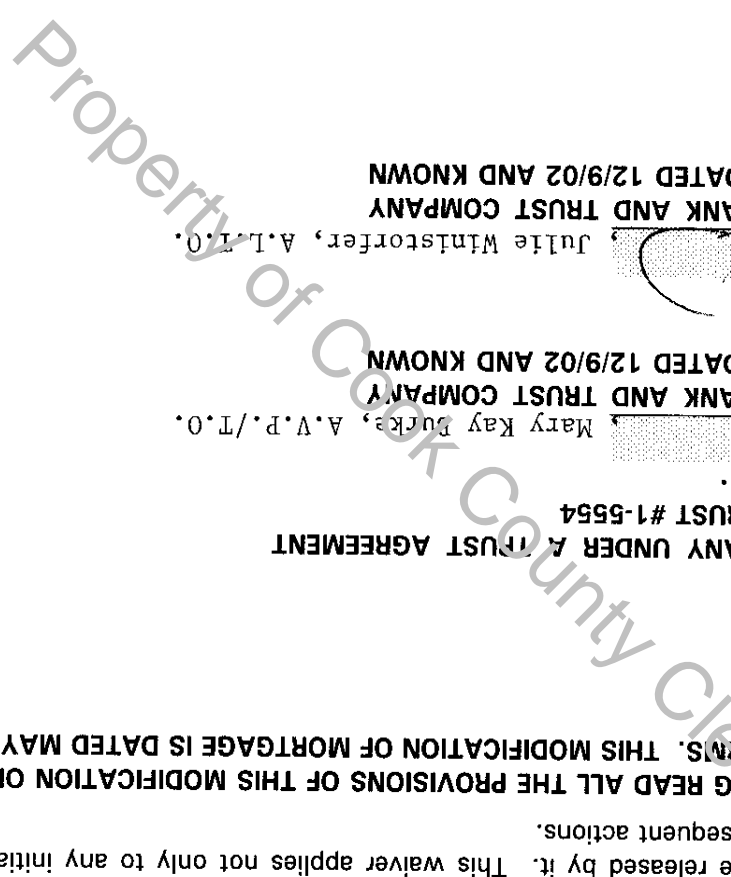 e released by it. This waiver applies not only to any initia
sequent actions.
G READ ALL THE PROVISIONS OF THIS MODIFICATION O
RMS. THIS MODIFICATION OF MORTGAGE IS DATED MAY
ANY UNDER A TRUST AGREEMENT
RUST #1-5554
.
, Mary Kay Burke, A.V.P./T.O.
ANK AND TRUST COMPANY
DATED 12/9/02 AND KNOWN
, Julie Winistorfer, A.L.T.O.
ANK AND TRUST COMPANY
DATED 12/9/02 AND KNOWN
Property of Cook County Cle